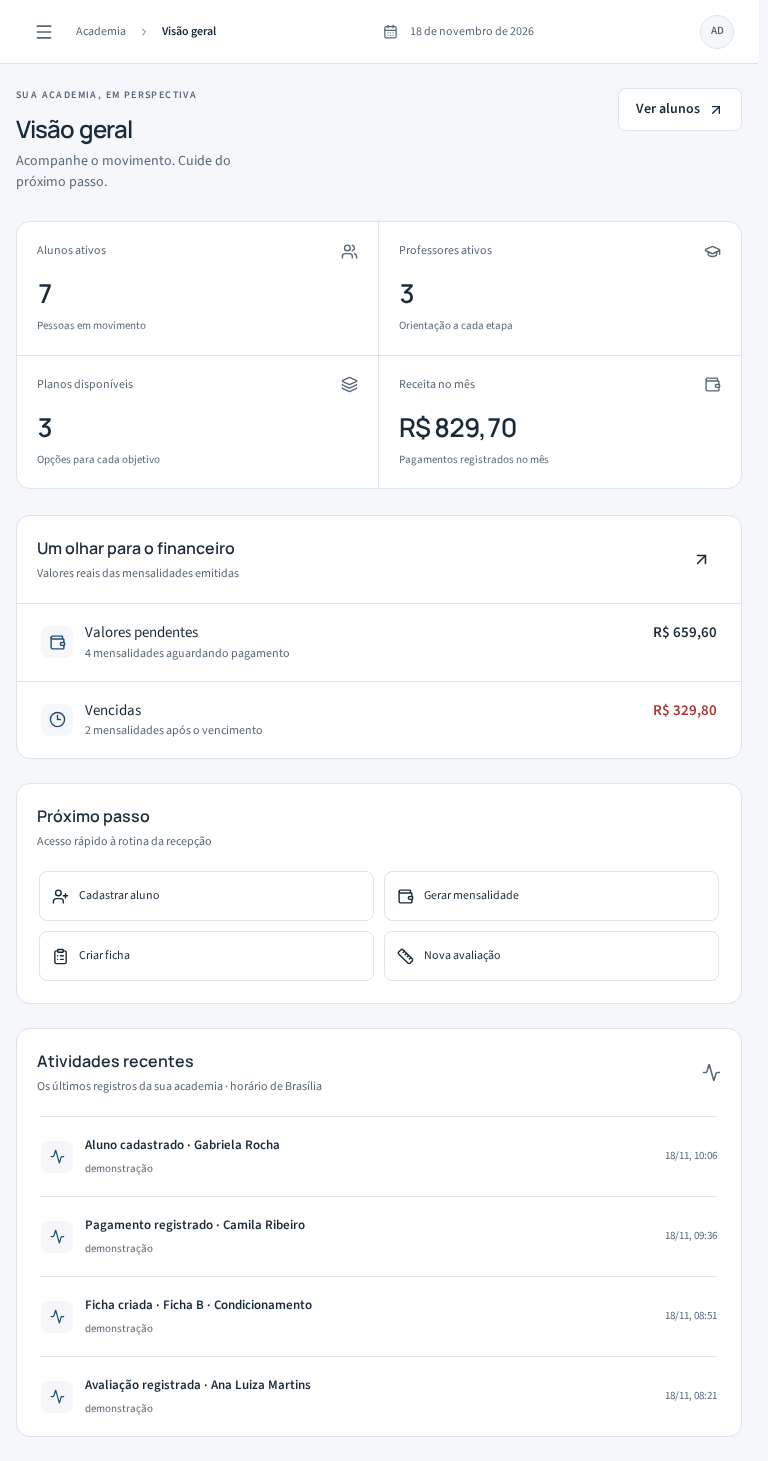 Academia
Visão geral
18 de novembro de 2026
AD
SUA ACADEMIA, EM PERSPECTIVA
Visão geral
Acompanhe o movimento. Cuide do
próximo passo.
Ver alunos
Alunos ativos
7
Pessoas em movimento
Professores ativos
3
Orientação a cada etapa
Planos disponíveis
3
Opções para cada objetivo
Receita no mês
R$ 829,70
Pagamentos registrados no mês
Um olhar para o financeiro
Valores reais das mensalidades emitidas
Valores pendentes
4 mensalidades aguardando pagamento
R$ 659,60
Vencidas
2 mensalidades após o vencimento
R$ 329,80
Próximo passo
Acesso rápido à rotina da recepção
Cadastrar aluno
Gerar mensalidade
Criar ficha
Nova avaliação
Atividades recentes
Os últimos registros da sua academia · horário de Brasília
Aluno cadastrado · Gabriela Rocha
demonstração
18/11, 10:06
Pagamento registrado · Camila Ribeiro
demonstração
18/11, 09:36
Ficha criada · Ficha B · Condicionamento
demonstração
18/11, 08:51
Avaliação registrada · Ana Luiza Martins
demonstração
18/11, 08:21